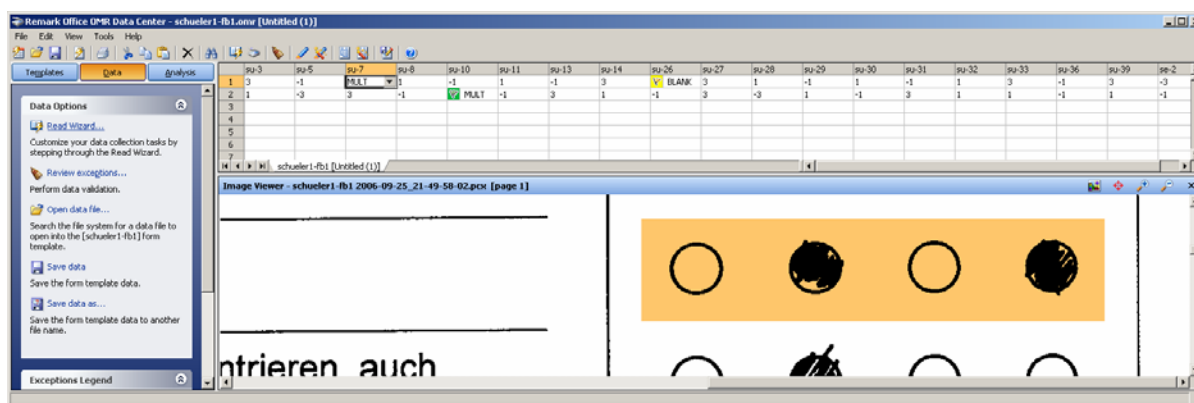 Remark Office OMR Data Center - schueler1-fb1.omr [Untitled (1)]
File Edit View Tools Help
Templates Data Analysis
su-3 su-5 su-7 su-8 su-10 su-11 su-13 su-14 su-26 su-27 su-28 su-29 su-30 su-31 su-32 su-33 su-36 su-39 se-2
1 3 -1 MULT 1 -1 1 -1 3 BLANK 3 1 -1 1 -1 1 3 -1 3 -3
2 1 -3 3 -1 MULT -1 3 1 -1 3 -3 1 -1 3 1 1 -1 1 -1
3
4
5
6
7
schueler1-fb1 [Untitled (1)]
Data Options
Read Wizard...
Customize your data collection tasks by
stepping through the Read Wizard.
Review exceptions...
Perform data validation.
Open data file...
Search the file system for a data file to
open into the [schueler1-fb1] form
template.
Save data
Save the form template data.
Save data as...
Save the form template data to another
file name.
Exceptions Legend
Image Viewer - schueler1-fb1 2006-09-25_21-49-58-02.pcx [page 1]
ntrieren auch